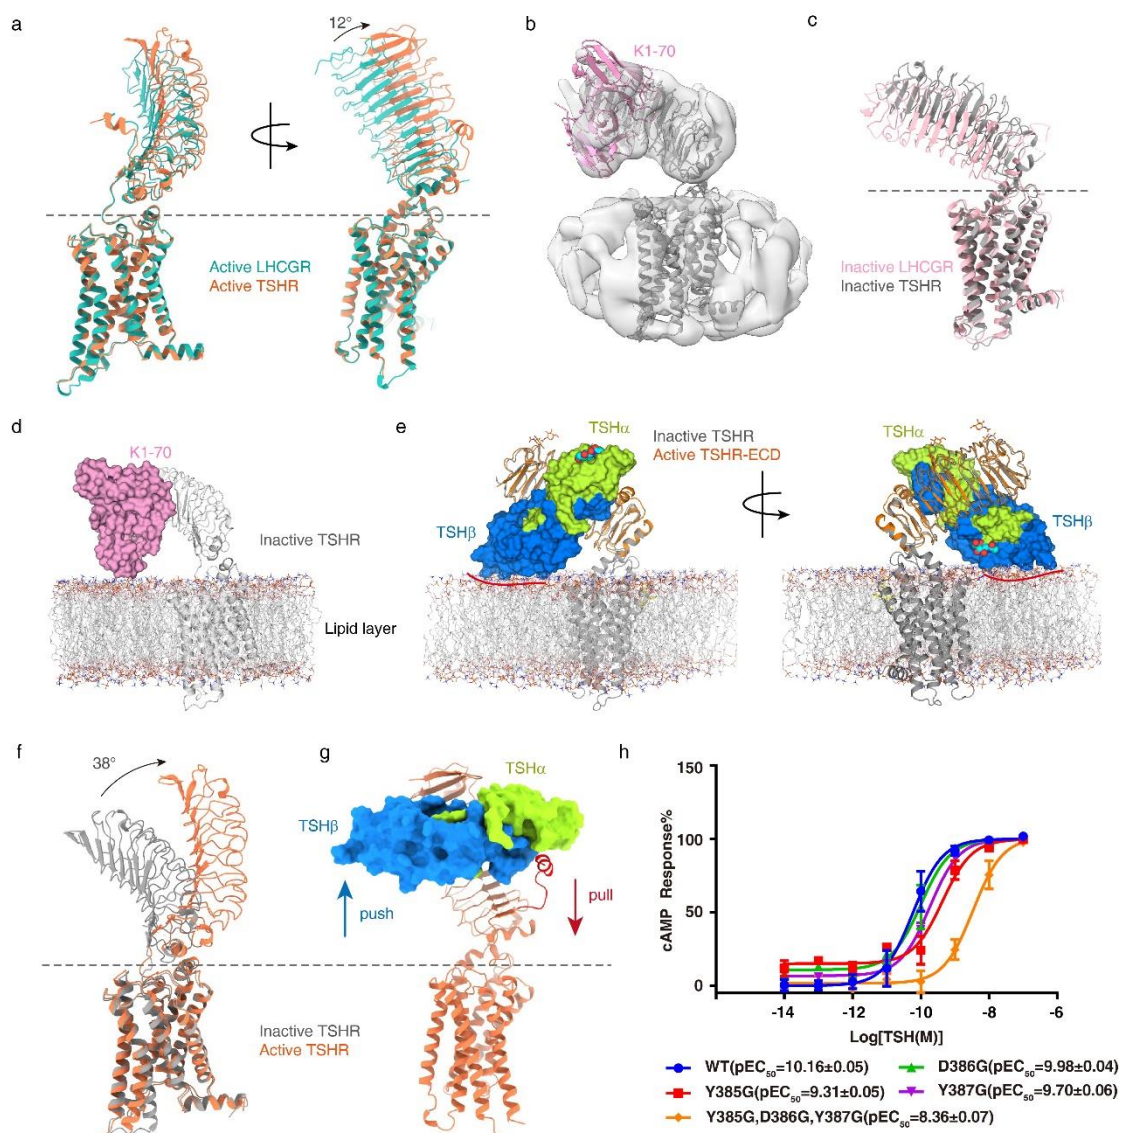 a
12°
Active LHCGR
Active TSHR
b
K1-70
c
Inactive LHCGR
Inactive TSHR
d
K1-70
Inactive TSHR
Lipid layer
e
TSHα
Inactive TSHR
Active TSHR-ECD
TSHβ
TSHα
TSHβ
f
38°
Inactive TSHR
Active TSHR
g
TSHα
TSHβ
push
pull
h
cAMP Response%
150
100
50
0
-14
-12
-10
-8
-6
Log[TSH(M)]
WT(pEC50=10.16±0.05)
D386G(pEC50=9.98±0.04)
Y385G(pEC50=9.31±0.05)
Y387G(pEC50=9.70±0.06)
Y385G,D386G,Y387G(pEC50=8.36±0.07)